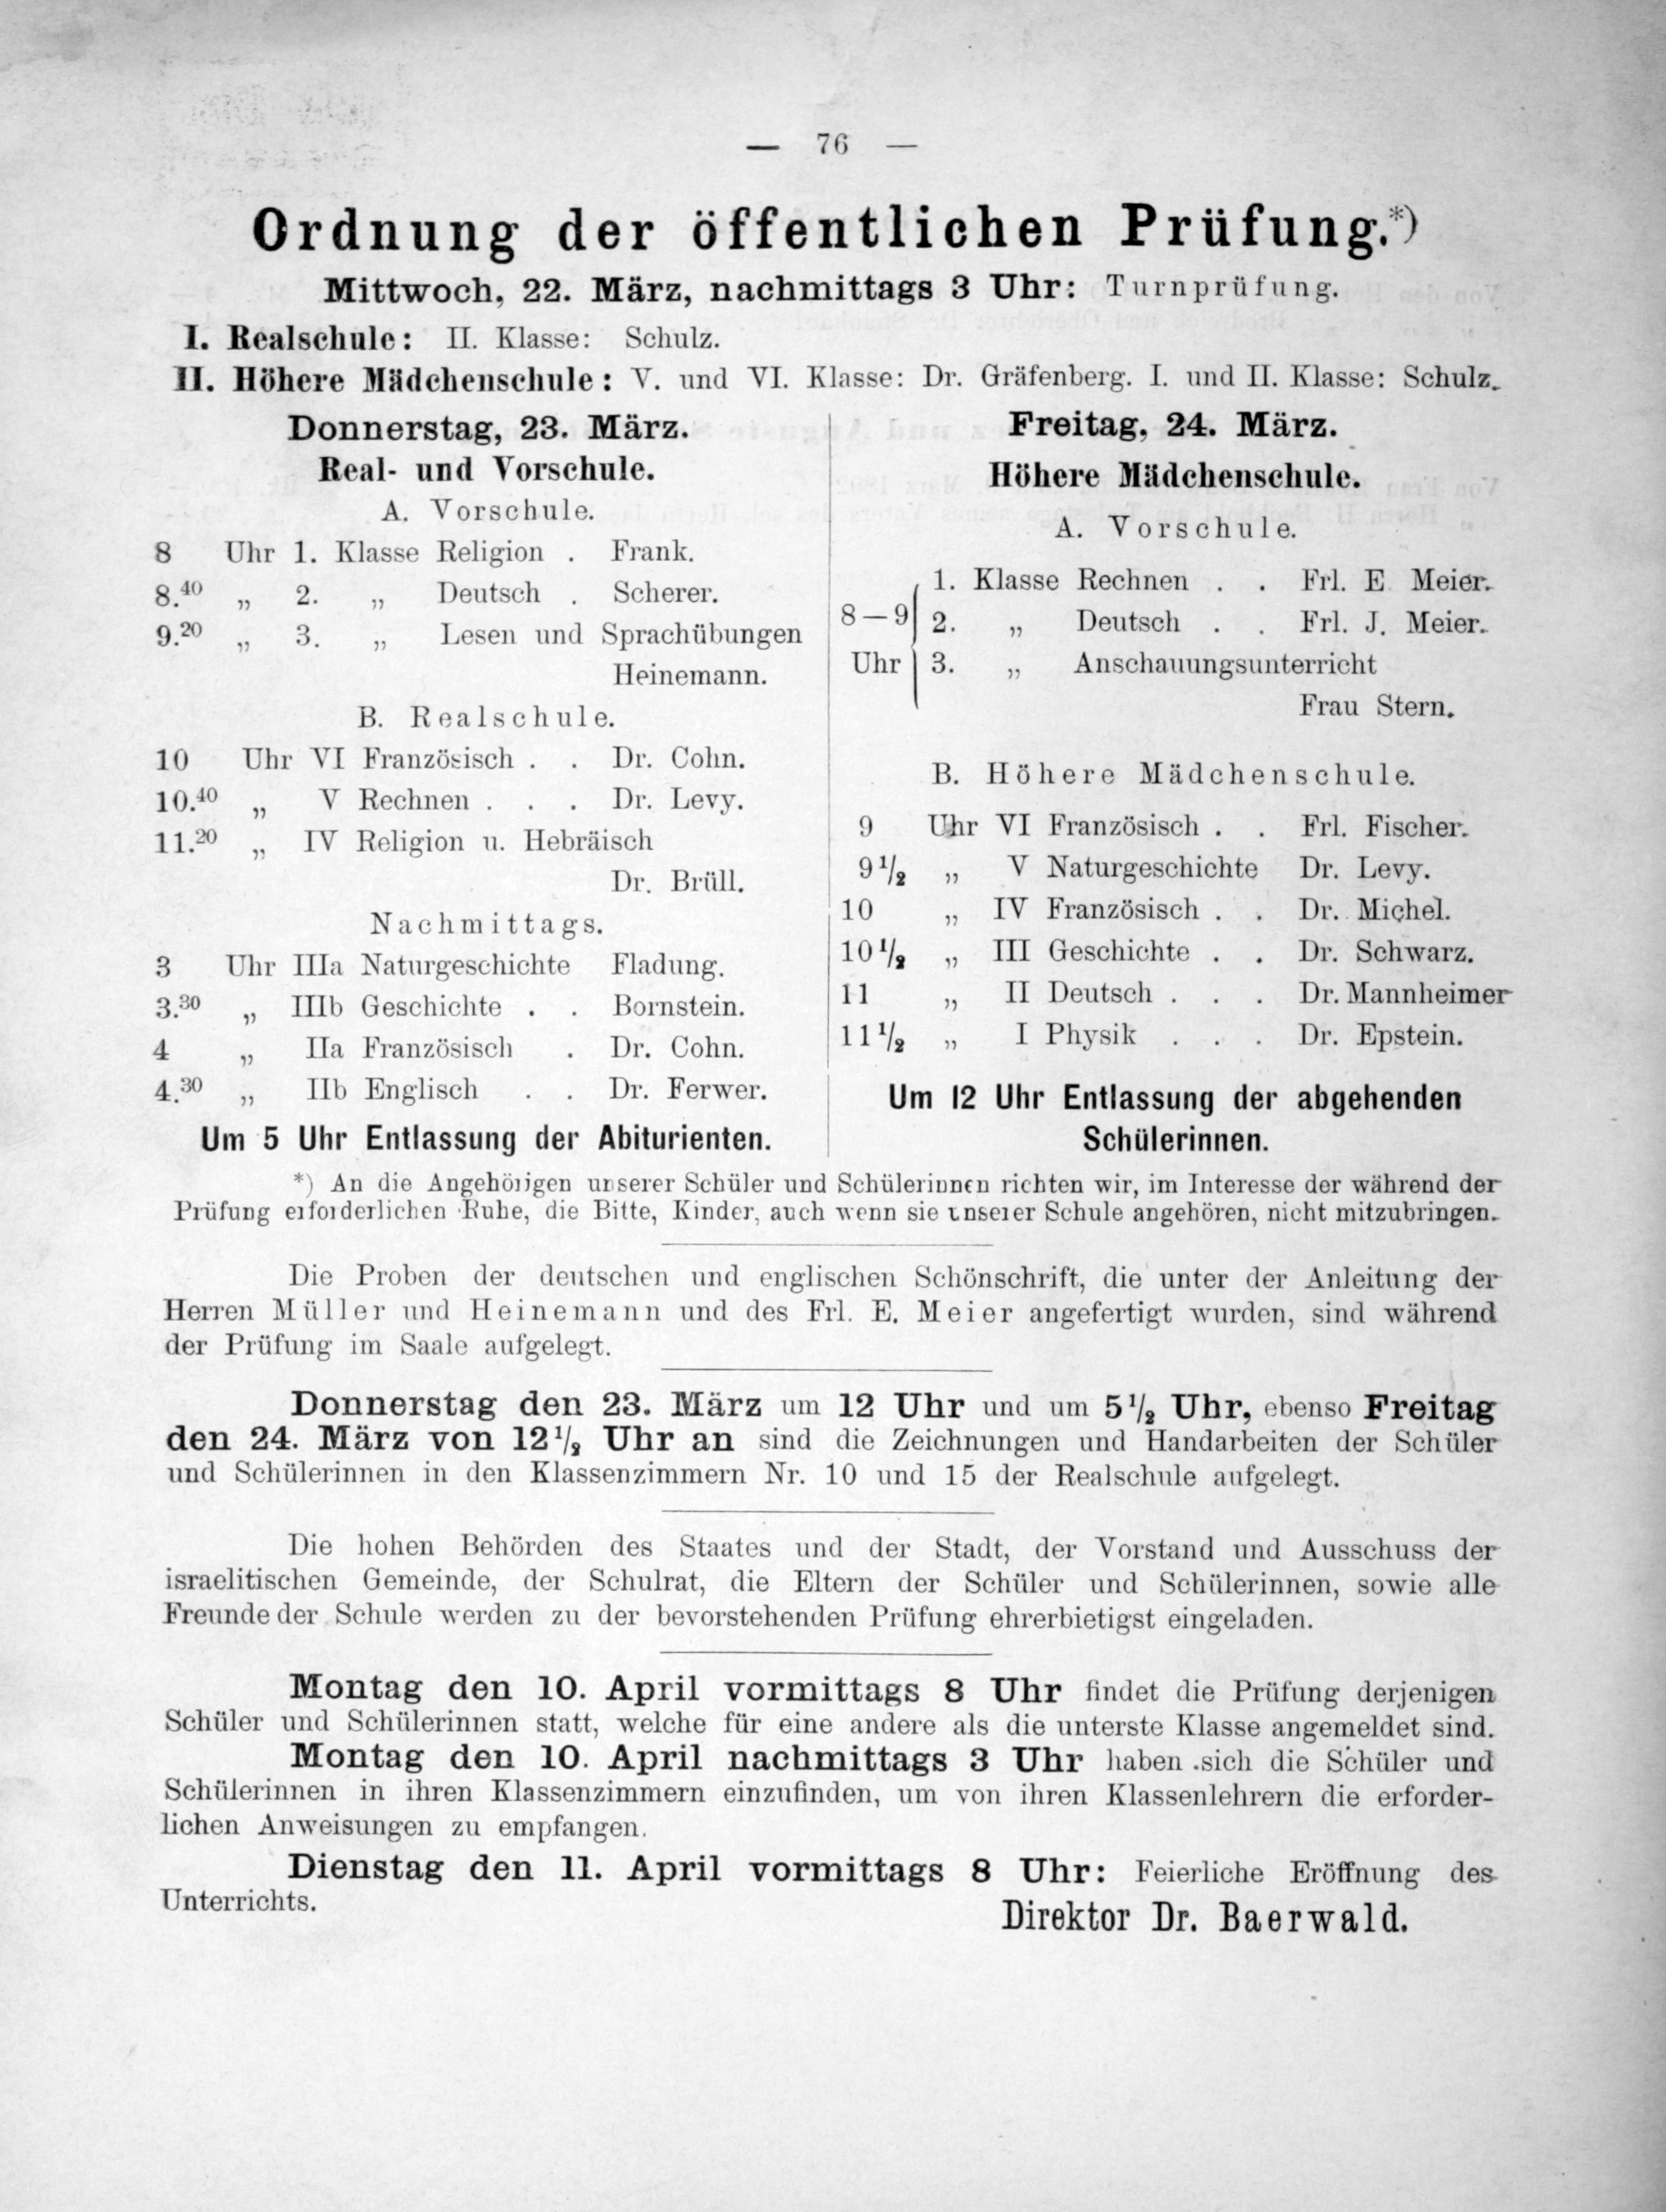 — 76 —
Ordnung der öffentlichen Prüfung.*)
Mittwoch, 22. März, nachmittags 3 Uhr: Turnprüfung.
I. Realschule: II. Klasse: Schulz.
II. Höhere Mädchenschule: V. und VI. Klasse: Dr. Gräfenberg. I. und II. Klasse: Schulz.
Donnerstag, 23. März.
Real- und Vorschule.
A. Vorschule.
8 Uhr 1. Klasse Religion . Frank.
8.40 „ 2. „ Deutsch . Scherer.
9.20 „ 3. „ Lesen und Sprachübungen
Heinemann.
B. Realschule.
10 Uhr VI Französisch . . Dr. Cohn.
10.40 „ V Rechnen . . . Dr. Levy.
11.20 „ IV Religion u. Hebräisch
Dr. Brüll.
Nachmittags.
3 Uhr IIIa Naturgeschichte Fladung.
3.30 „ IIIb Geschichte . . Bornstein.
4 „ IIa Französisch . Dr. Cohn.
4.30 „ IIb Englisch . . Dr. Ferwer.
Um 5 Uhr Entlassung der Abiturienten.
Freitag, 24. März.
Höhere Mädchenschule.
A. Vorschule.
1. Klasse Rechnen . . Frl. E. Meier.
8—9 2. „ Deutsch . . Frl. J. Meier.
Uhr 3. „ Anschauungsunterricht
Frau Stern.
B. Höhere Mädchenschule.
9 Uhr VI Französisch . . Frl. Fischer.
9 1/2 „ V Naturgeschichte Dr. Levy.
10 „ IV Französisch . . Dr. Michel.
10 1/2 „ III Geschichte . . Dr. Schwarz.
11 „ II Deutsch . . . Dr. Mannheimer
11 1/2 „ I Physik . . . Dr. Epstein.
Um 12 Uhr Entlassung der abgehenden
Schülerinnen.
*) An die Angehörigen unserer Schüler und Schülerinnen richten wir, im Interesse der während der
Prüfung erforderlichen Ruhe, die Bitte, Kinder, auch wenn sie unserer Schule angehören, nicht mitzubringen.
Die Proben der deutschen und englischen Schönschrift, die unter der Anleitung der
Herren Müller und Heinemann und des Frl. E. Meier angefertigt wurden, sind während
der Prüfung im Saale aufgelegt.
Donnerstag den 23. März um 12 Uhr und um 5 1/2 Uhr, ebenso Freitag
den 24. März von 12 1/2 Uhr an sind die Zeichnungen und Handarbeiten der Schüler
und Schülerinnen in den Klassenzimmern Nr. 10 und 15 der Realschule aufgelegt.
Die hohen Behörden des Staates und der Stadt, der Vorstand und Ausschuss der
israelitischen Gemeinde, der Schulrat, die Eltern der Schüler und Schülerinnen, sowie alle
Freunde der Schule werden zu der bevorstehenden Prüfung ehrerbietigst eingeladen.
Montag den 10. April vormittags 8 Uhr findet die Prüfung derjenigen
Schüler und Schülerinnen statt, welche für eine andere als die unterste Klasse angemeldet sind.
Montag den 10. April nachmittags 3 Uhr haben sich die Schüler und
Schülerinnen in ihren Klassenzimmern einzufinden, um von ihren Klassenlehrern die erforder-
lichen Anweisungen zu empfangen.
Dienstag den 11. April vormittags 8 Uhr: Feierliche Eröffnung des
Unterrichts.
Direktor Dr. Baerwald.